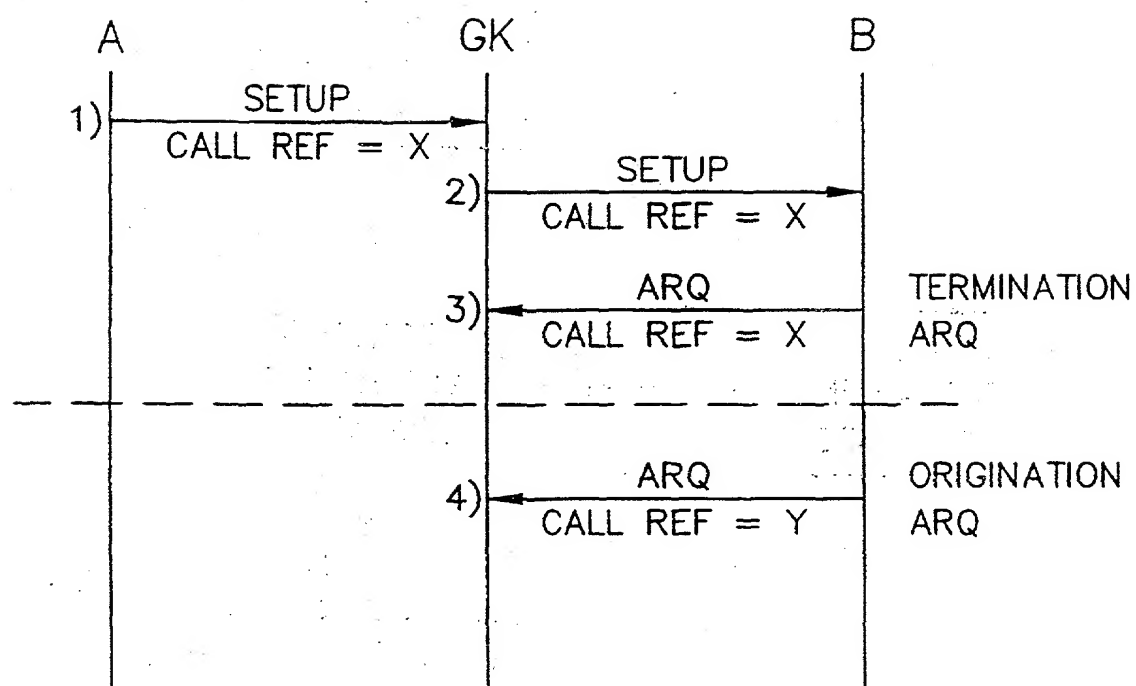 A GK B
1) SETUP
CALL REF = X
2) SETUP
CALL REF = X
3) ARQ TERMINATION
CALL REF = X ARQ
4) ARQ ORIGINATION
CALL REF = Y ARQ